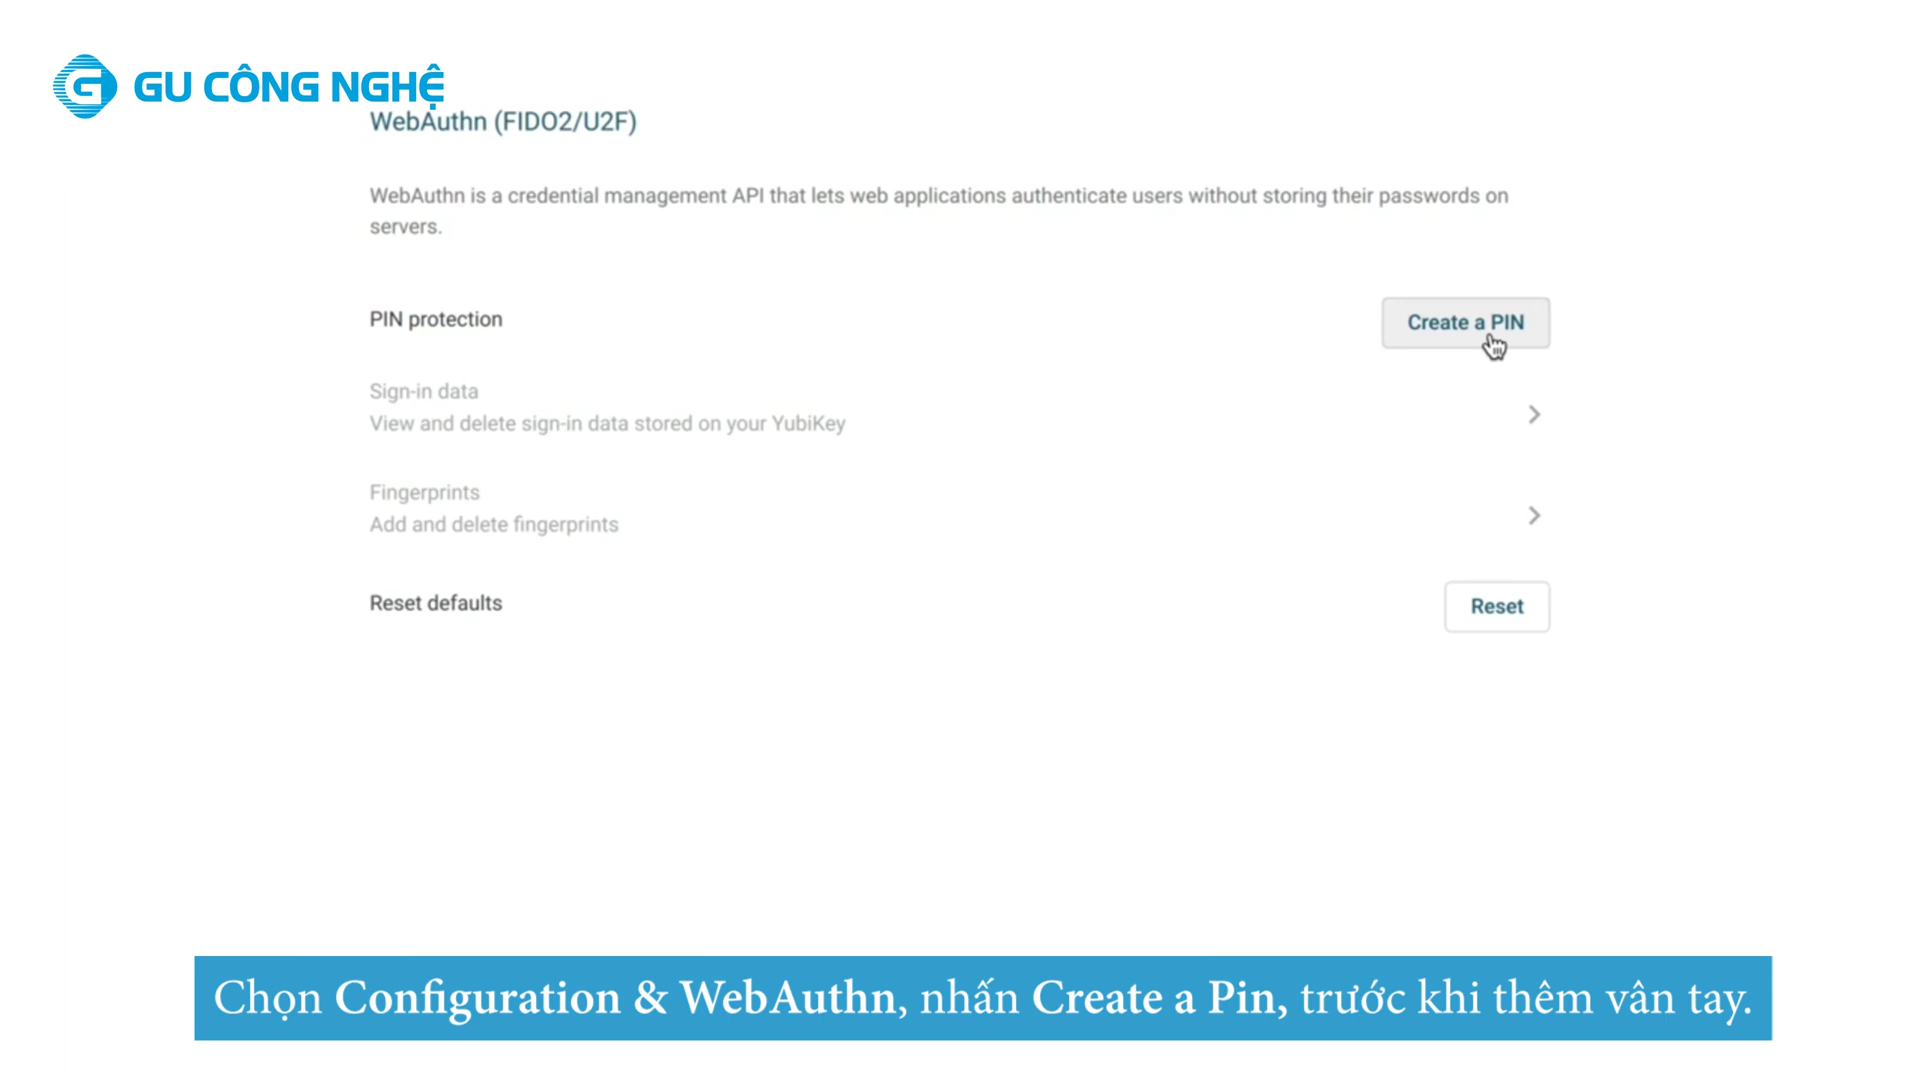 GU CÔNG NGHỆ
WebAuthn (FIDO2/U2F)
WebAuthn is a credential management API that lets web applications authenticate users without storing their passwords on
servers.
PIN protection
Create a PIN
Sign-in data
View and delete sign-in data stored on your YubiKey
Fingerprints
Add and delete fingerprints
Reset defaults
Reset
Chọn Configuration & WebAuthn, nhấn Create a Pin, trước khi thêm vân tay.